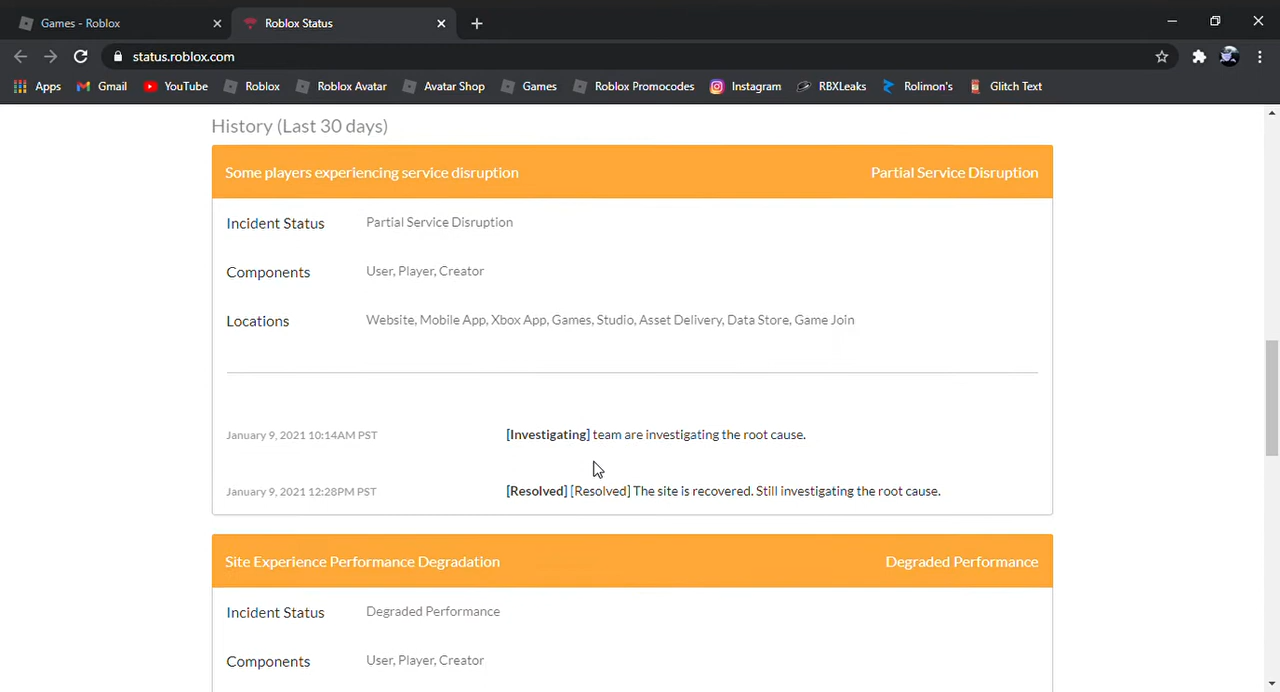 Games - Roblox
Roblox Status
status.roblox.com
Apps Gmail YouTube Roblox Roblox Avatar Avatar Shop Games Roblox Promocodes Instagram RBXLeaks Rolimon's Glitch Text
History (Last 30 days)
Some players experiencing service disruption Partial Service Disruption
Incident Status Partial Service Disruption
Components User, Player, Creator
Locations Website, Mobile App, Xbox App, Games, Studio, Asset Delivery, Data Store, Game Join
January 9, 2021 10:14AM PST [Investigating] team are investigating the root cause.
January 9, 2021 12:28PM PST [Resolved] [Resolved] The site is recovered. Still investigating the root cause.
Site Experience Performance Degradation Degraded Performance
Incident Status Degraded Performance
Components User, Player, Creator